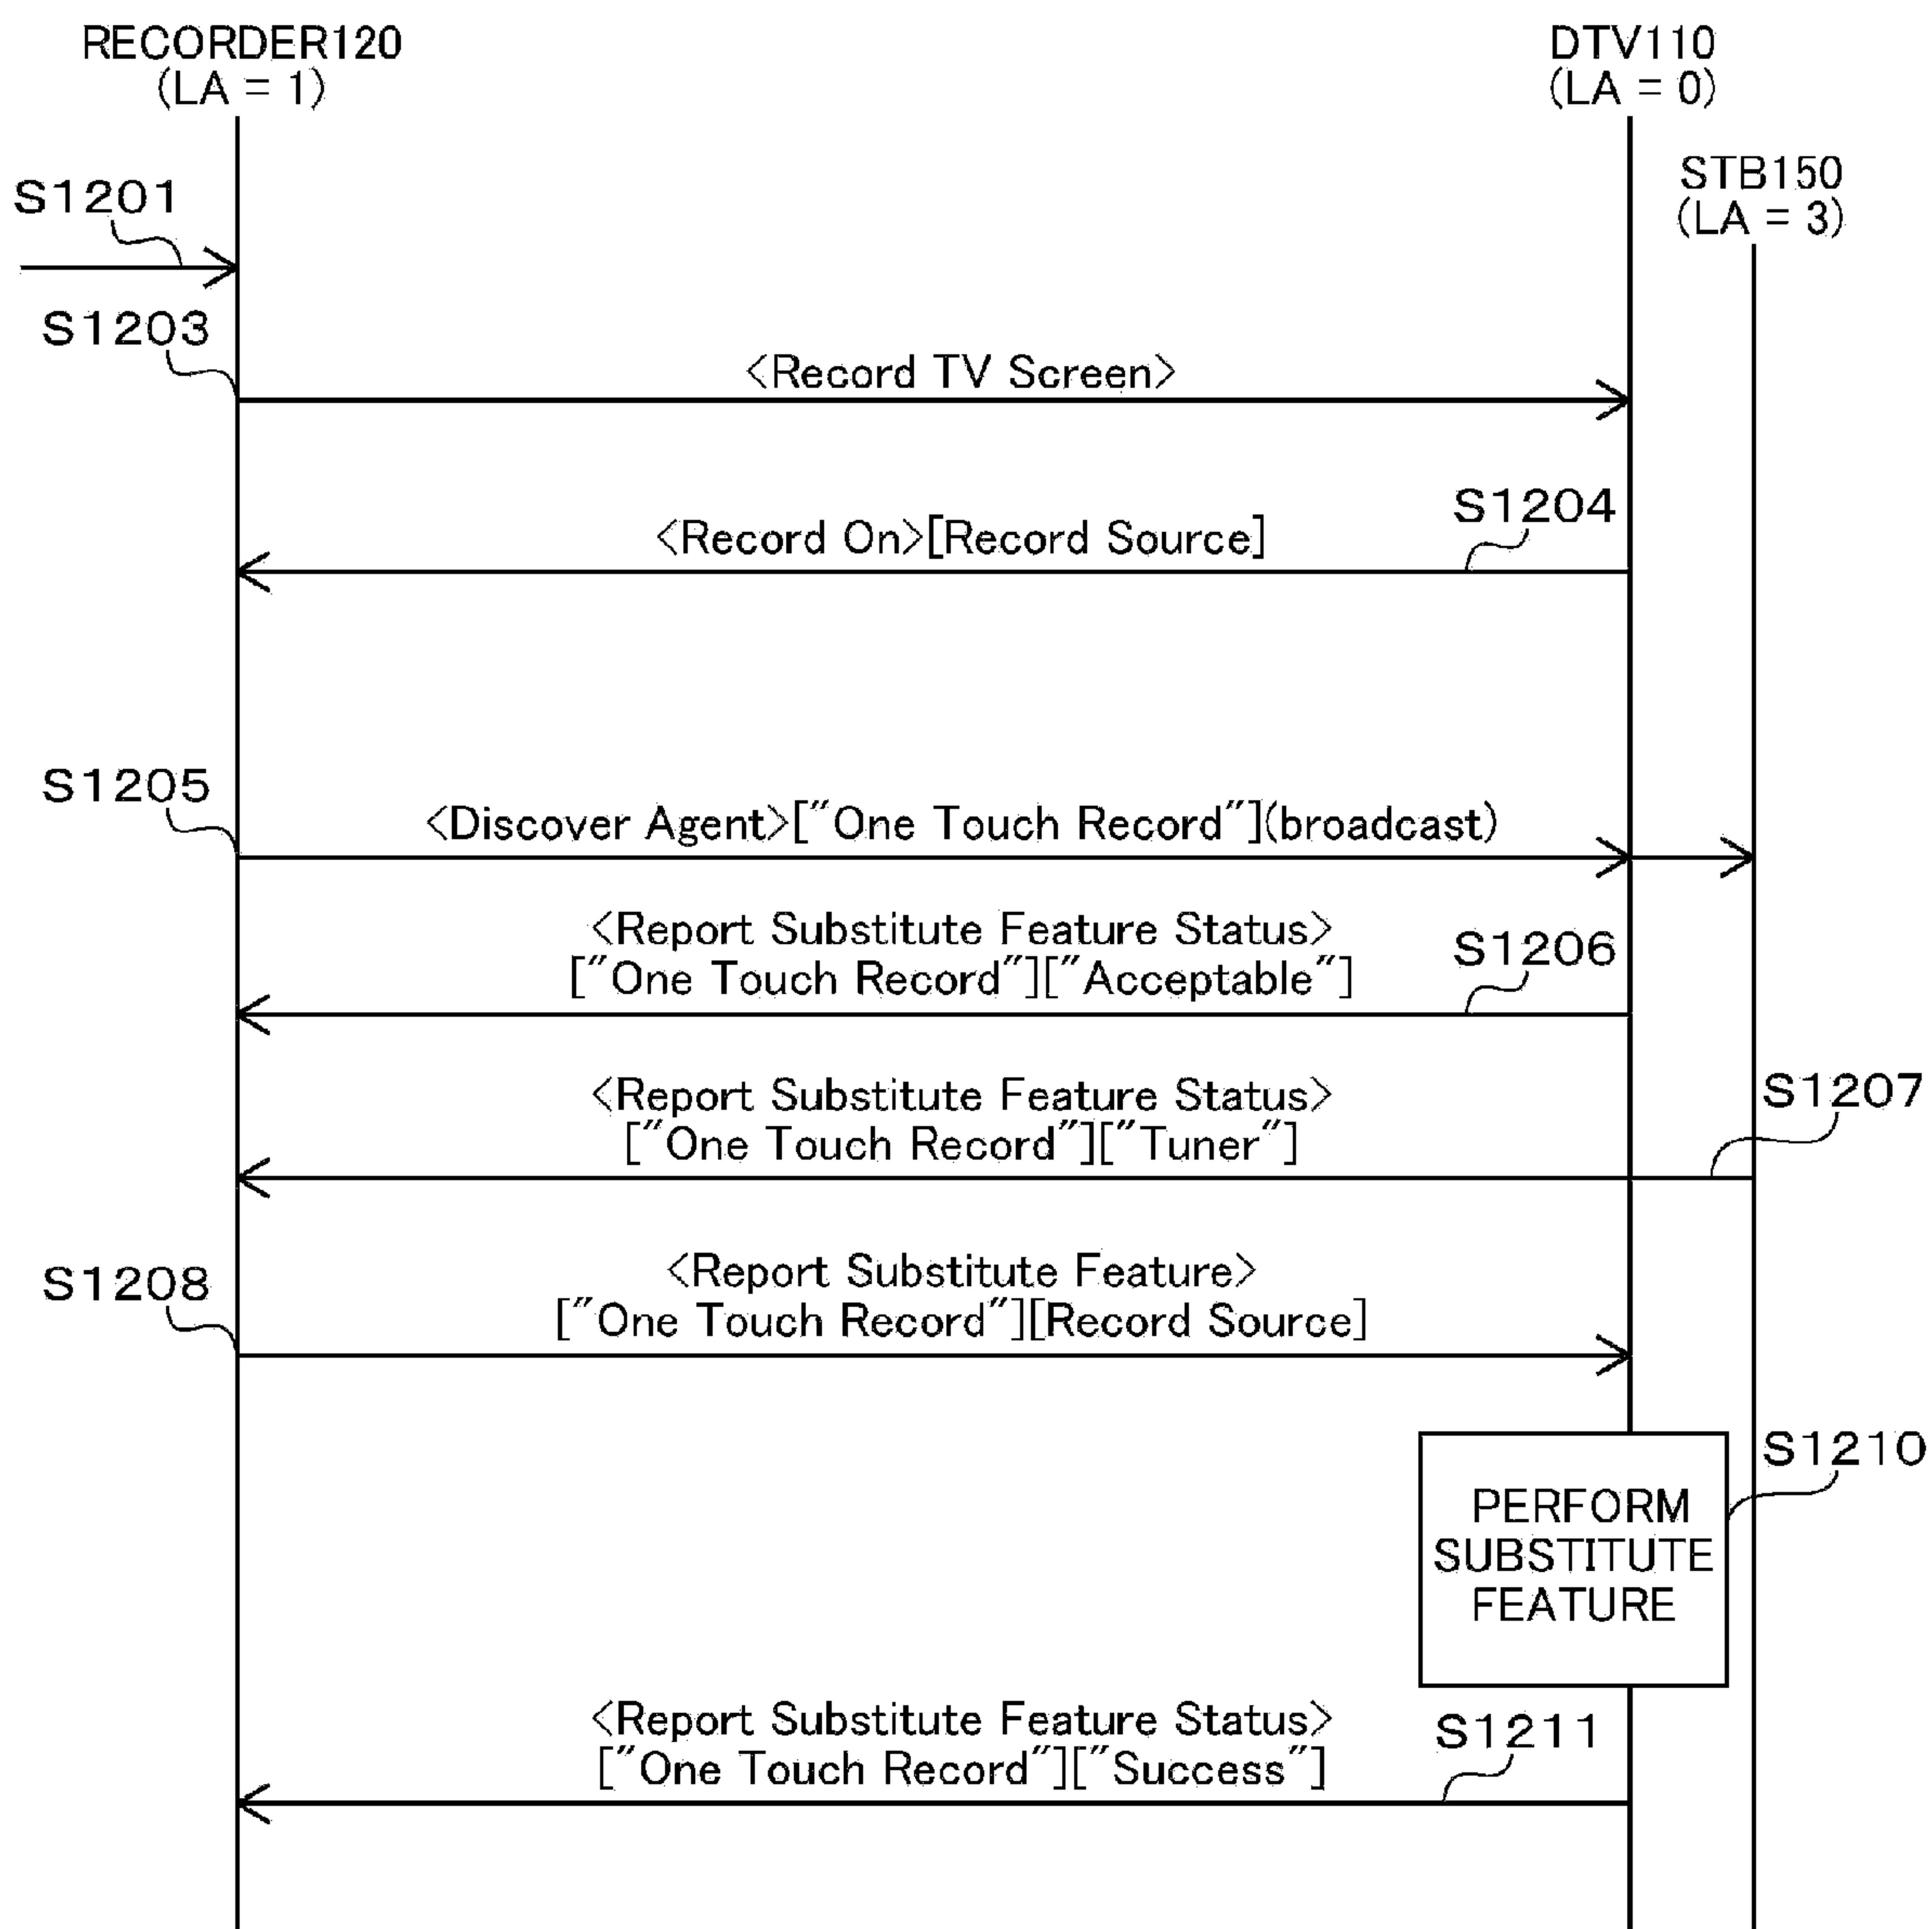 RECORDER120
(LA = 1)
DTV110
(LA = 0)
STB150
(LA = 3)
S1201
S1203
<Record TV Screen>
S1204
<Record On>[Record Source]
S1205
<Discover Agent>["One Touch Record"](broadcast)
<Report Substitute Feature Status>
["One Touch Record"]["Acceptable"]
S1206
<Report Substitute Feature Status>
["One Touch Record"]["Tuner"]
S1207
S1208
<Report Substitute Feature>
["One Touch Record"][Record Source]
S1210
PERFORM
SUBSTITUTE
FEATURE
<Report Substitute Feature Status>
["One Touch Record"]["Success"]
S1211